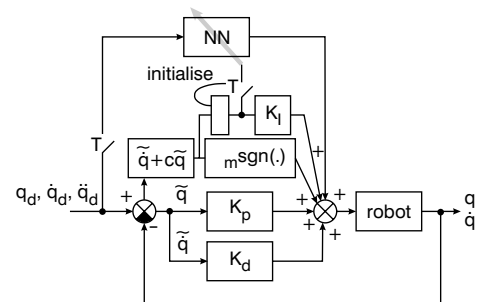 NN
initialise
T
T
K_I
+
T
q̃̇+cq̃
ₘsgn(.)
q_d, q̇_d, q̈_d
+
q̃
K_p
+
+
+
robot
q
q̇
−
q̃̇
K_d
+